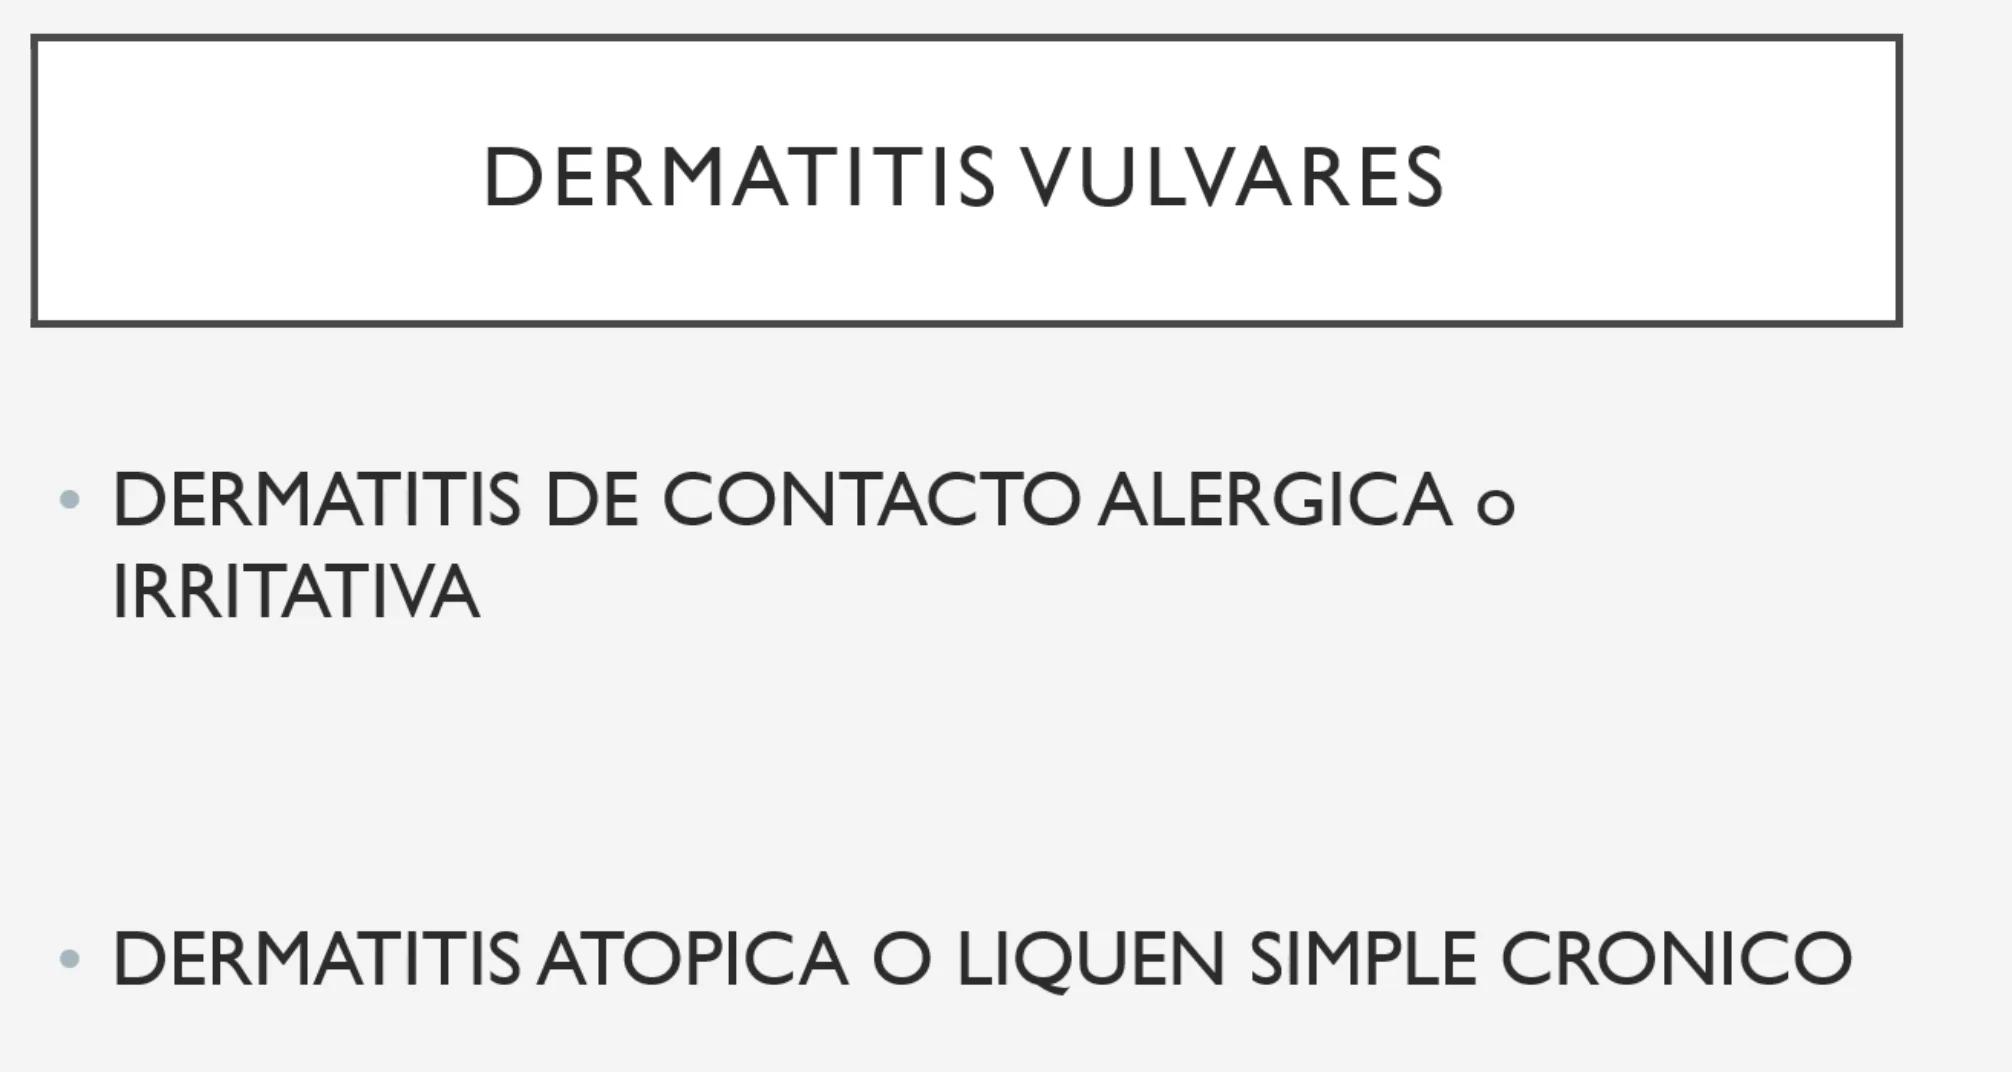 DERMATITIS VULVARES
• DERMATITIS DE CONTACTO ALERGICA o
IRRITATIVA
• DERMATITIS ATOPICA O LIQUEN SIMPLE CRONICO